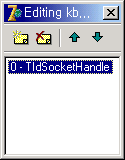 Editing kb...
0 - TIdSocketHandle